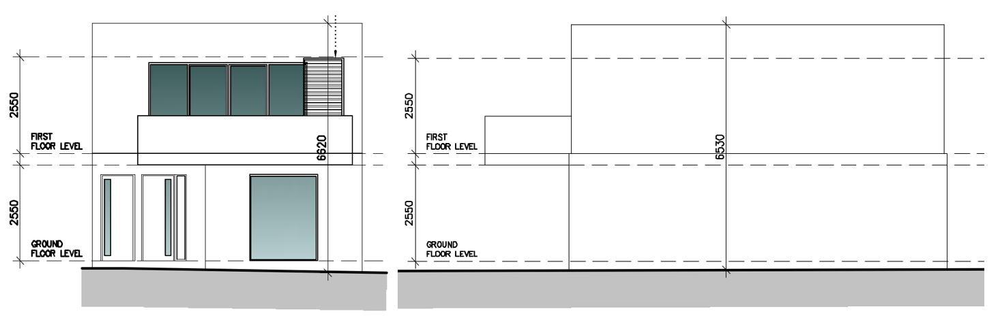 2550
FIRST
FLOOR LEVEL
6620
2550
GROUND
FLOOR LEVEL
2550
FIRST
FLOOR LEVEL
6530
2550
GROUND
FLOOR LEVEL